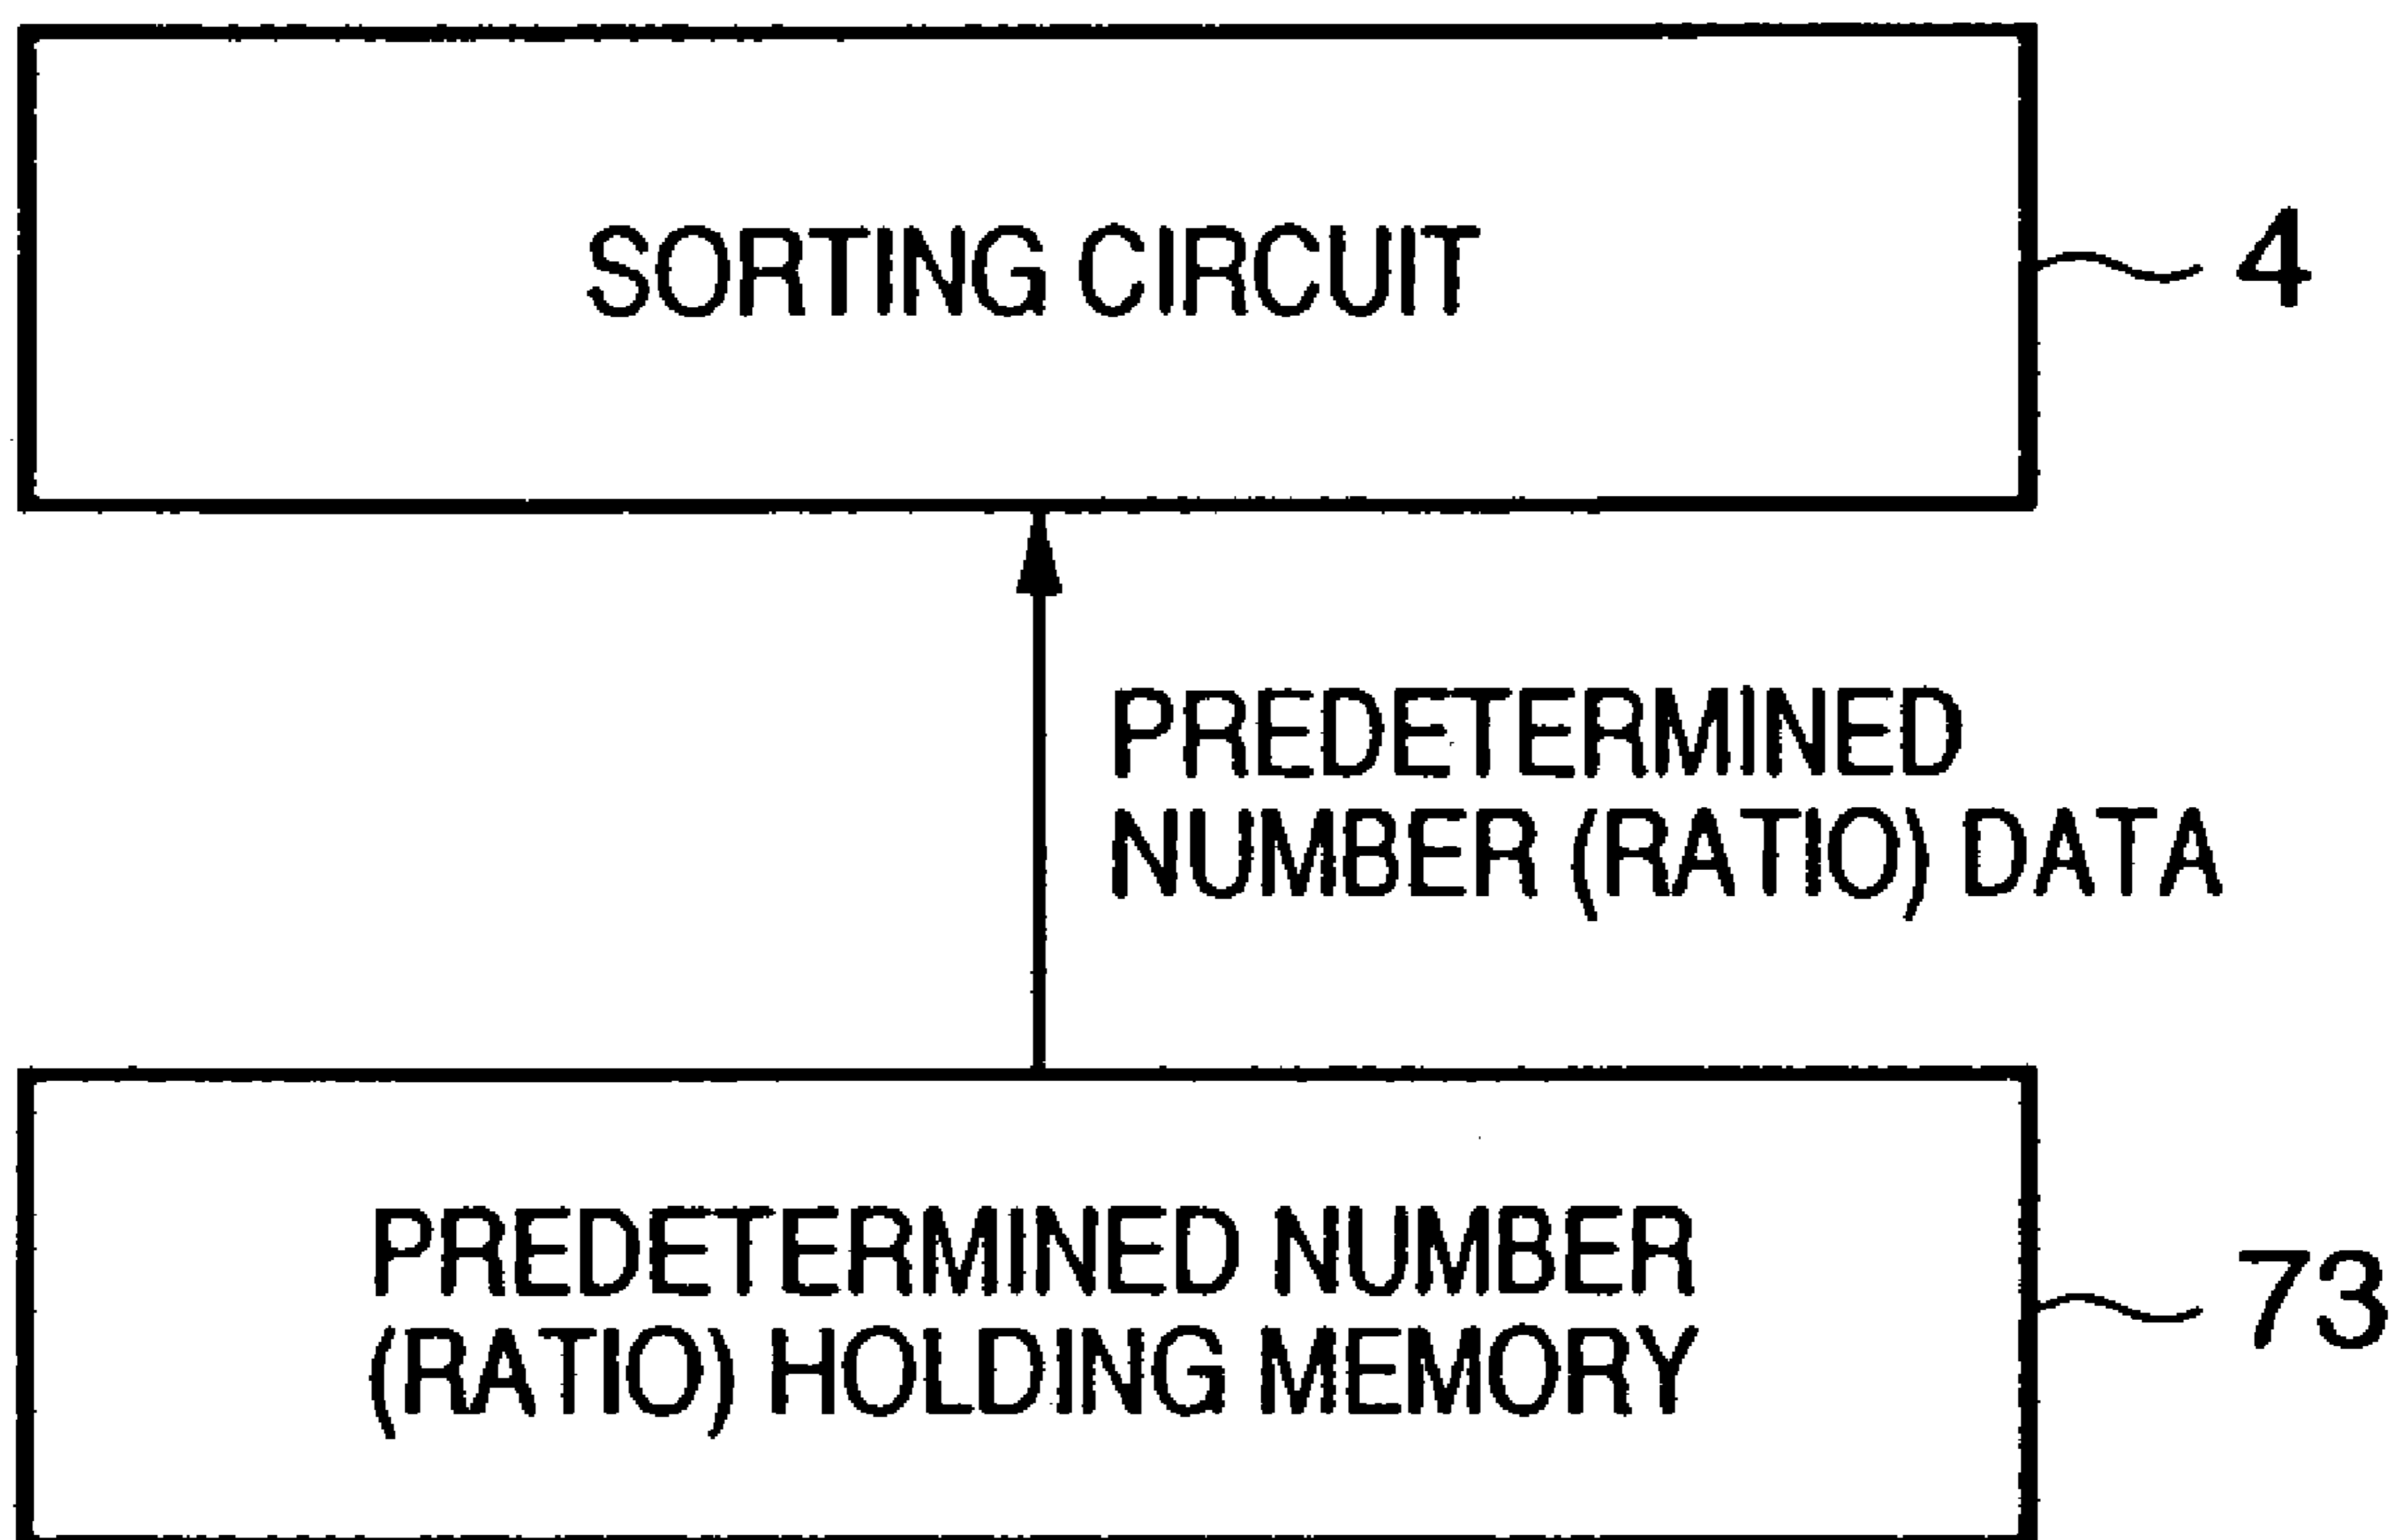 SORTING CIRCUIT
4
PREDETERMINED
NUMBER (RATIO) DATA
PREDETERMINED NUMBER
(RATIO) HOLDING MEMORY
73